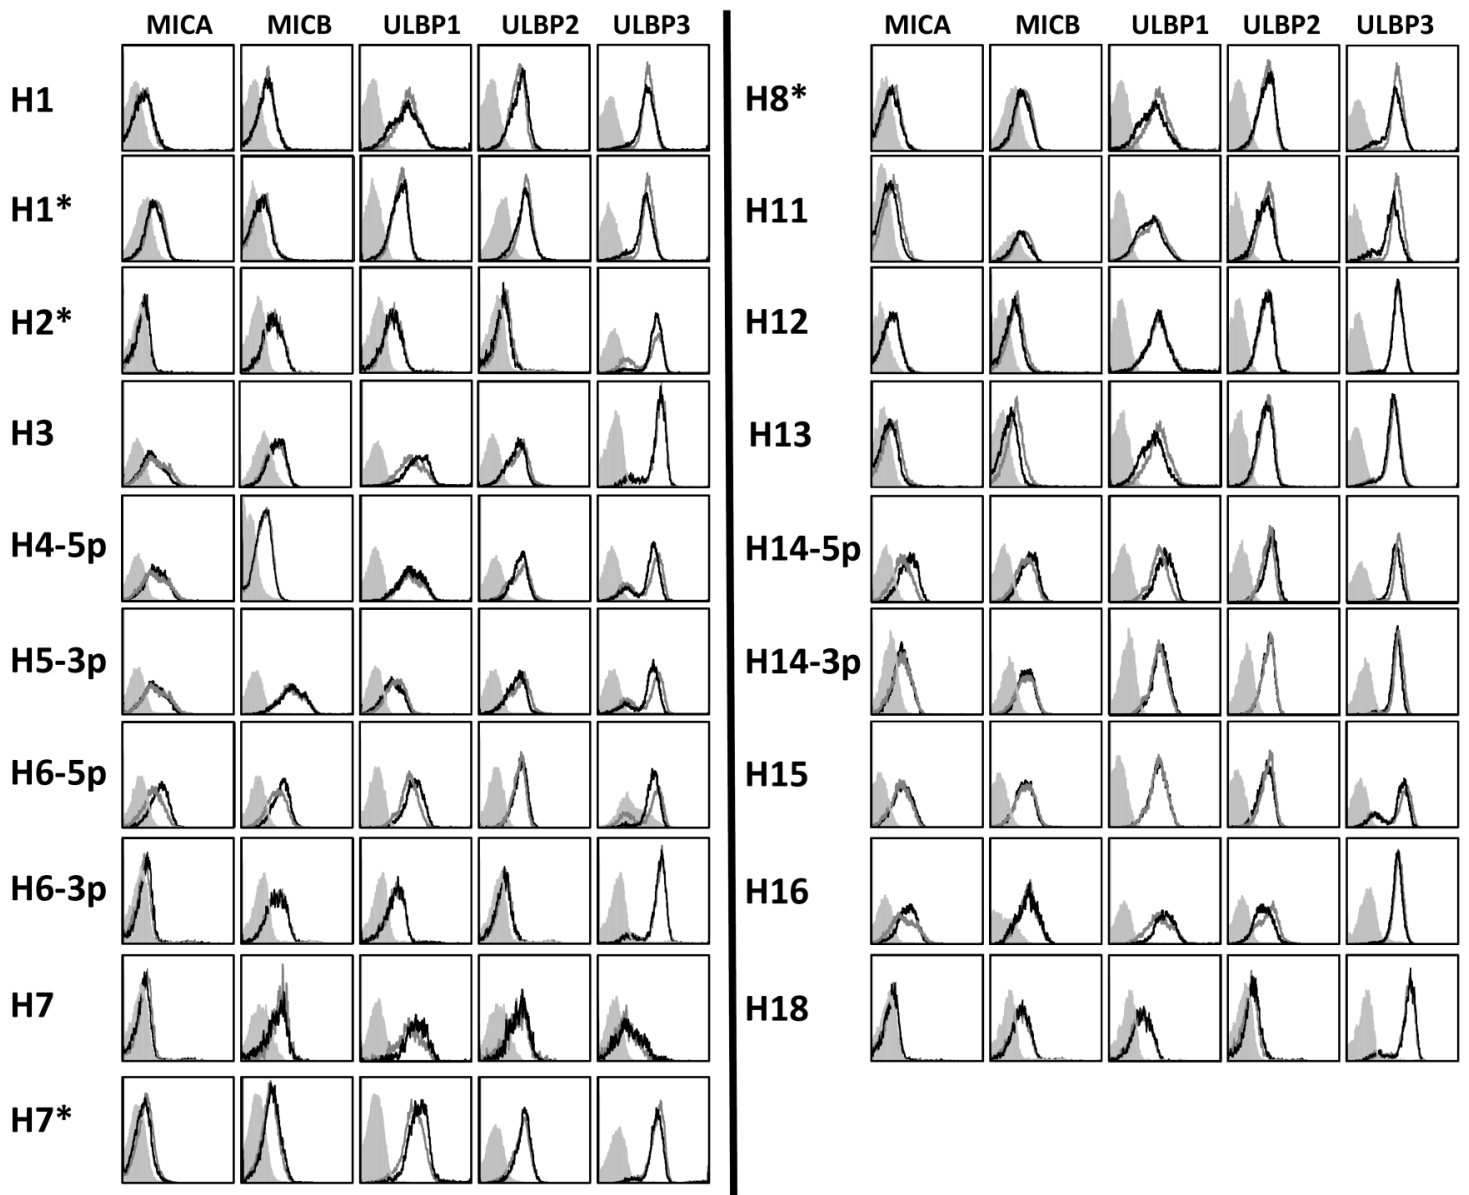 MICA MICB ULBP1 ULBP2 ULBP3
H1
H1*
H2*
H3
H4-5p
H5-3p
H6-5p
H6-3p
H7
H7*
MICA MICB ULBP1 ULBP2 ULBP3
H8*
H11
H12
H13
H14-5p
H14-3p
H15
H16
H18